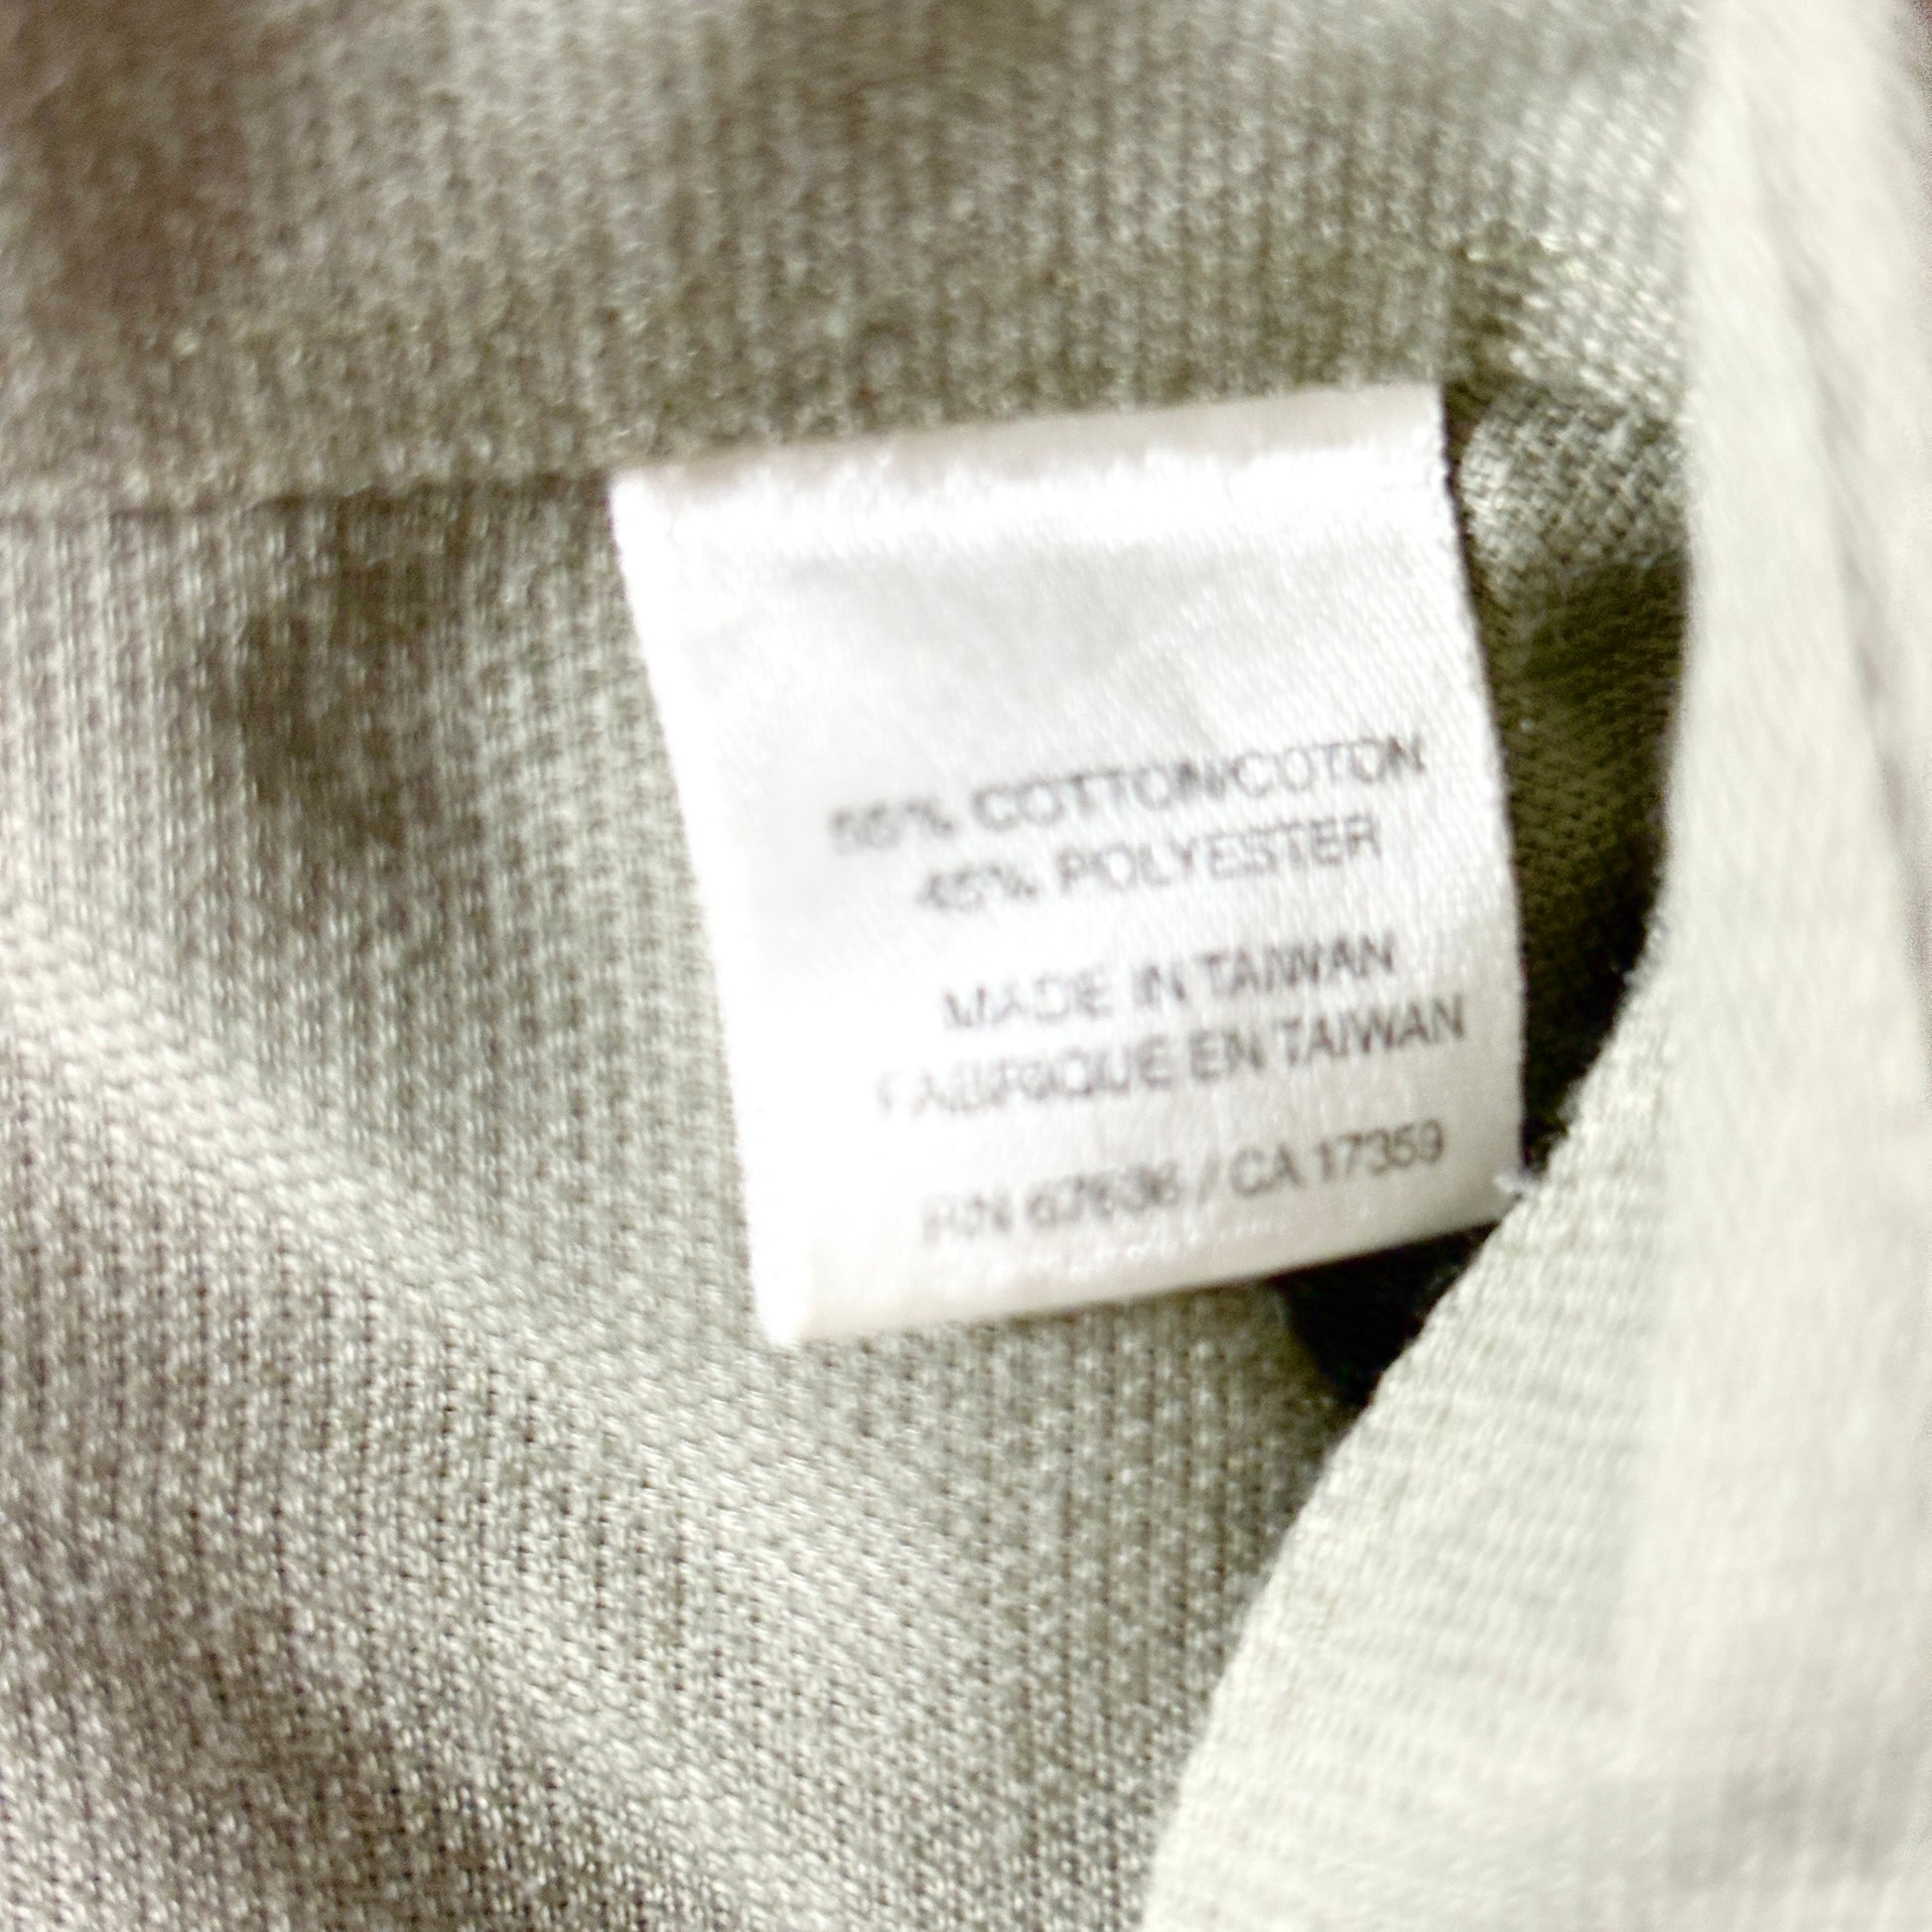 55% COTTON/COTON
45% POLYESTER
MADE IN TAIWAN
FABRIQUE EN TAIWAN
RN 67636 / CA 17359